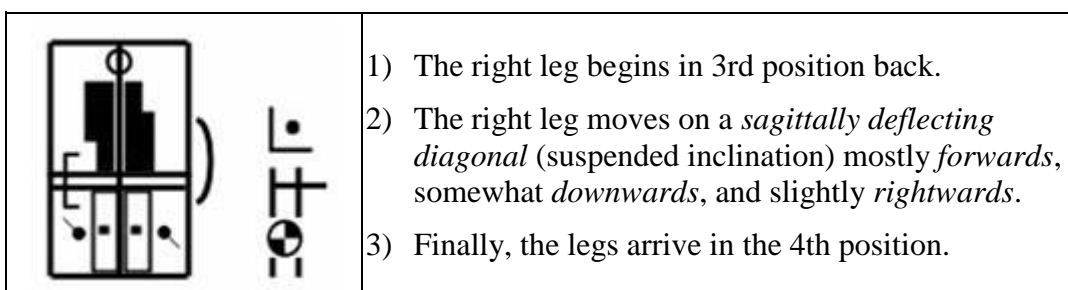 1) The right leg begins in 3rd position back.
2) The right leg moves on a sagittally deflecting
diagonal (suspended inclination) mostly forwards,
somewhat downwards, and slightly rightwards.
3) Finally, the legs arrive in the 4th position.